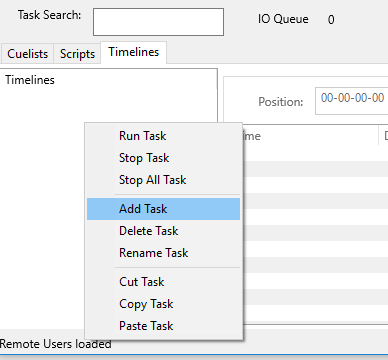 Task Search:
IO Queue 0
Cuelists Scripts Timelines
Timelines
Position: 00-00-00-00
Run Task
Stop Task
Stop All Task
Add Task
Delete Task
Rename Task
Cut Task
Copy Task
Paste Task
Remote Users loaded